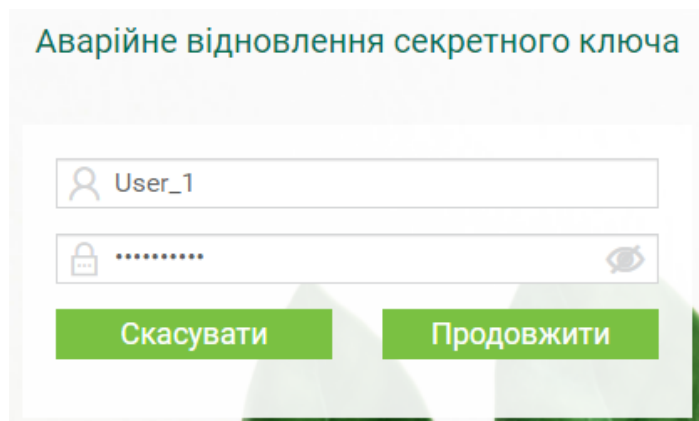 Аварійне відновлення секретного ключа
User_1
••••••••••
Скасувати
Продовжити